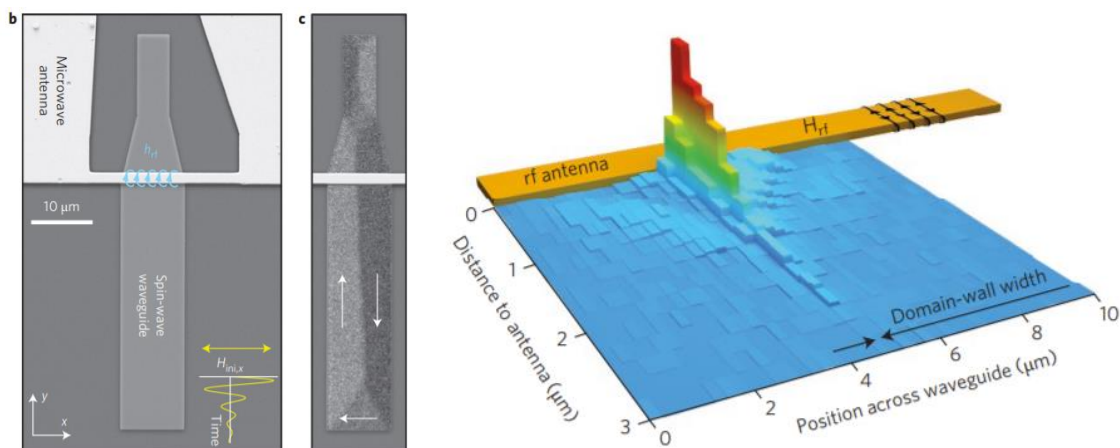 b
Microwave
antenna
h_rf
10 μm
Spin-wave
waveguide
H_ini,x
Time
y
x
c
H_rf
rf antenna
0
1
2
3
Distance to antenna (μm)
Domain-wall width
0
2
4
6
8
10
Position across waveguide (μm)